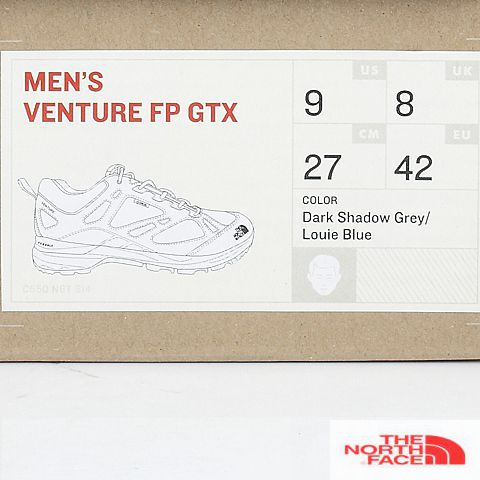 MEN'S
VENTURE FP GTX
US
9
UK
8
CM
27
EU
42
COLOR
Dark Shadow Grey/
Louie Blue
THE
NORTH
FACE